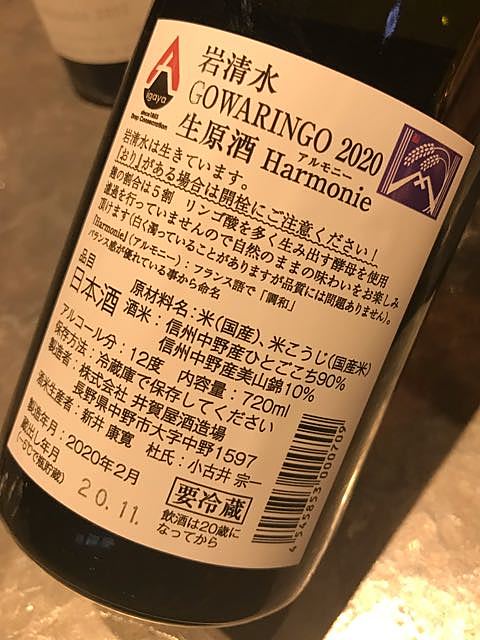 igaya
since 1683
岩清水
GOWARINGO 2020
生原酒 Harmonie
アルモニー
岩清水は生きています。
『おり』がある場合は開栓にご注意ください！
麹の割合は5割 リンゴ酸を多く生み出す酵母を使用
濾過を行っていませんので自然のままの味わいをお楽しみ
頂けます(白く濁っていることがありますが品質には問題ありません)。
『Harmonie』(アルモニー)：フランス語で「調和」
バランス感が優れている事から命名
品目
日本酒
原材料名：米(国産)、米こうじ(国産米)
酒米：信州中野産ひとごこち90%
信州中野産美山錦10%
アルコール分：12度 内容量：720ml
保存方法：冷蔵庫で保存してください
製造者：株式会社 井賀屋酒造場
長野県中野市大字中野1597
酒米生産者：新井 康寛 杜氏：小古井 宗一
製造年月：2020年2月
蔵出し年月
(-5℃で瓶貯蔵)
20.11.
要冷蔵
飲酒は20歳に
なってから
4 545853 000709